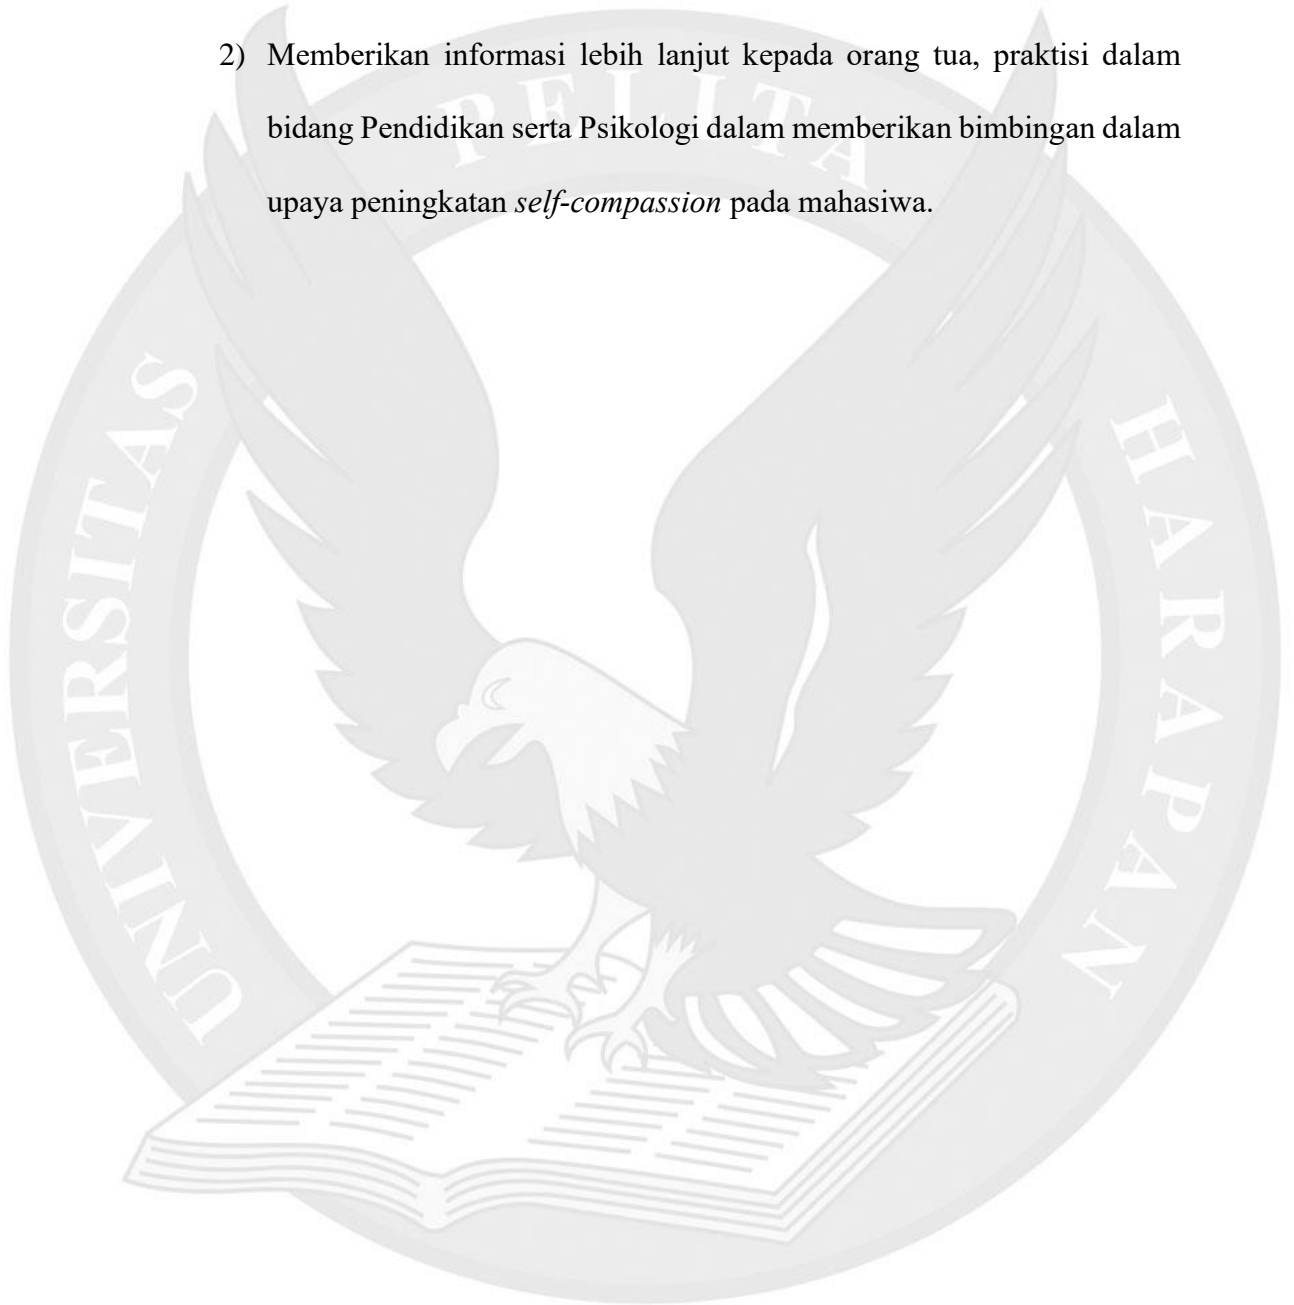 2) Memberikan informasi lebih lanjut kepada orang tua, praktisi dalam
bidang Pendidikan serta Psikologi dalam memberikan bimbingan dalam
upaya peningkatan self-compassion pada mahasiwa.
UNIVERSITAS PELITA HARAPAN